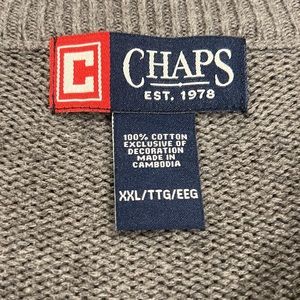 C
CHAPS
EST. 1978
100% COTTON
EXCLUSIVE OF
DECORATION
MADE IN
CAMBODIA
XXL/TTG/EEG